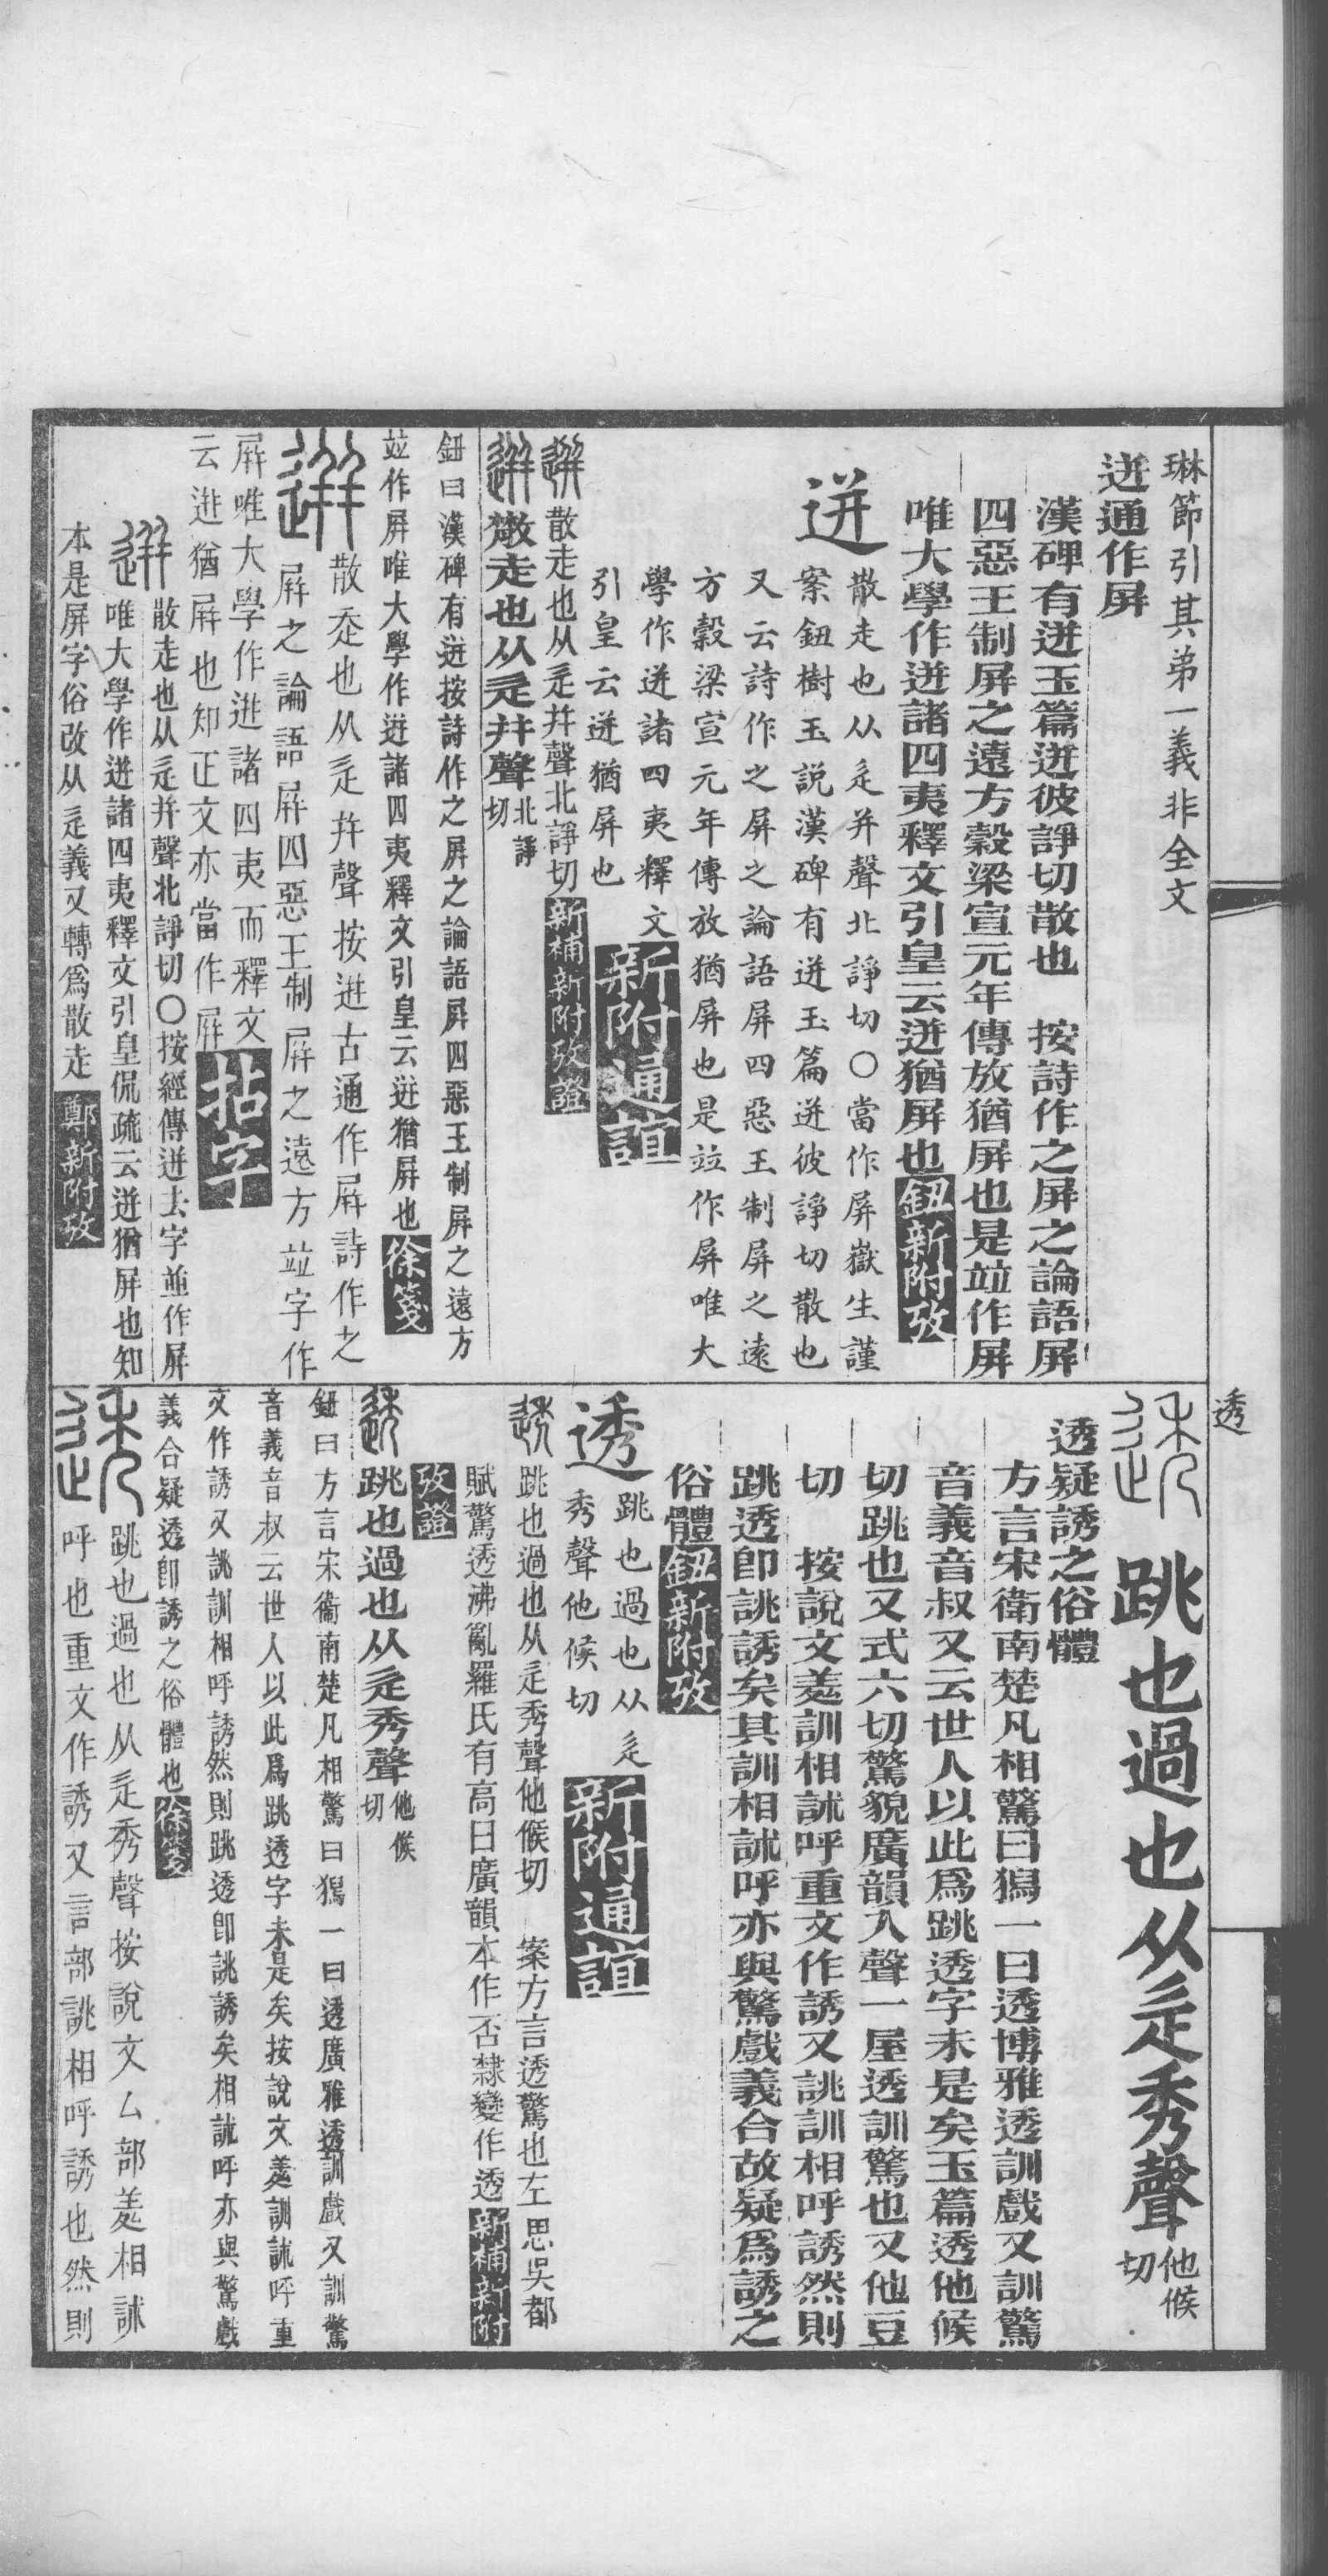 琳節引其弟一義非全文
迸通作屏
漢碑有迸玉篇迸彼諍切散也　按詩作之屏之論語屏
四惡王制屏之遠方穀梁宣元年傳放猶屏也是竝作屏
唯大學作迸諸四夷釋文引皇云迸猶屏也鈕新附攷
迸
散走也从辵并聲北諍切〇當作屏嶽生謹
案鈕樹玉説漢碑有迸玉篇迸彼諍切散也
又云詩作之屏之論語屏四惡王制屏之遠
方穀梁宣元年傳放猶屏也是竝作屏唯大
學作迸諸四夷釋文
引皇云迸猶屏也
新附通誼
散走也从辵幷聲北諍切新補新附攷證
㪚走也从辵幷聲北諍切
鈕曰漢碑有迸按詩作之屏之論語屏四惡王制屏之遠方
竝作屏唯大學作迸諸四夷釋文引皇云迸猶屏也徐箋
散赱也从辵幷聲按迸古通作屏詩作之
屏之論語屏四惡王制屏之遠方竝字作
屏唯大學作迸諸四夷而釋文
云迸猶屏也知正文亦當作屏拈字
散走也从辵幷聲北諍切〇按經傳迸去字並作屏
唯大學作迸諸四夷釋文引皇侃疏云迸猶屏也知
本是屏字俗改从辵義又轉爲散走鄭新附攷
透
跳也過也从辵秀聲他候切
透疑誘之俗體
方言宋衛南楚凡相驚曰獡一曰透博雅透訓戲又訓驚
音義音叔又云世人以此爲跳透字未是矣玉篇透他候
切跳也又式六切驚貌廣韻入聲一屋透訓驚也又他豆
切　按說文羑訓相訹呼重文作誘又誂訓相呼誘然則
跳透卽誂誘矣其訓相訹呼亦與驚戲義合故疑爲誘之
俗體鈕新附攷
透
跳也過也从辵
秀聲他候切
新附通誼
跳也過也从辵秀聲他候切　案方言透驚也左思吳都
賦驚透沸亂羅氏有高曰廣韻本作否隸變作透新補新附
攷證
跳也過也从辵秀聲他候切
鈕曰方言宋衞南楚凡相驚曰獡一曰透廣雅透訓戲又訓驚
音義音叔云世人以此爲跳透字未是矣按說文羑訓訹呼重
文作誘又誂訓相呼誘然則跳透卽誂誘矣相訹呼亦與驚戲
義合疑透卽誘之俗體也徐箋
跳也過也从辵秀聲按說文厶部羑相訹
呼也重文作誘又言部誂相呼誘也然則